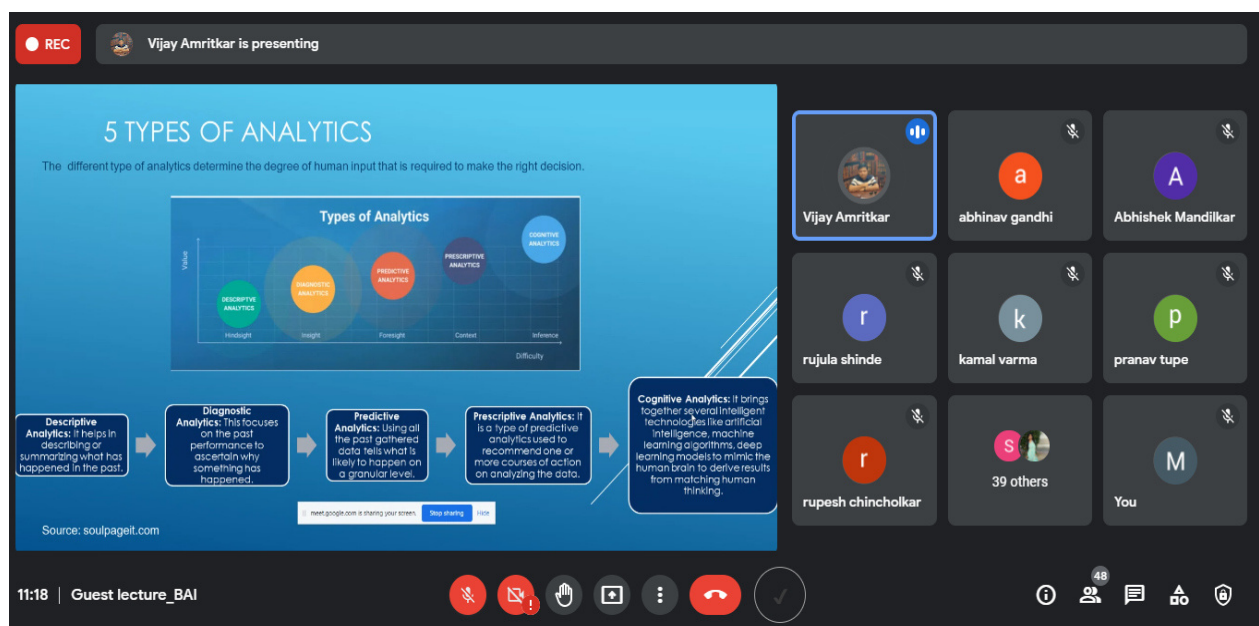 REC
Vijay Amritkar is presenting
5 TYPES OF ANALYTICS
The different type of analytics determine the degree of human input that is required to make the right decision.
Types of Analytics
Value
DESCRIPTIVE
ANALYTICS
DIAGNOSTIC
ANALYTICS
PREDICTIVE
ANALYTICS
PRESCRIPTIVE
ANALYTICS
COGNITIVE
ANALYTICS
Hindsight
Insight
Foresight
Context
Inference
Difficulty
Descriptive
Analytics: It helps in
describing or
summarizing what has
happened in the past.
Diagnostic
Analytics: This focuses
on the past
performance to
ascertain why
something has
happened.
Predictive
Analytics: Using all
the past gathered
data tells what is
likely to happen on
a granular level.
Prescriptive Analytics: It
is a type of predictive
analytics used to
recommend one or
more courses of action
on analyzing the data.
Cognitive Analytics: It brings
together several intelligent
technologies like artificial
intelligence, machine
learning algorithms, deep
learning models to mimic the
human brain to derive results
from matching human
thinking.
meet.google.com is sharing your screen.
Stop sharing
Hide
Source: soulpageit.com
Vijay Amritkar
a
abhinav gandhi
A
Abhishek Mandilkar
r
rujula shinde
k
kamal varma
p
pranav tupe
r
rupesh chincholkar
S
39 others
M
You
11:18 | Guest lecture_BAI
48